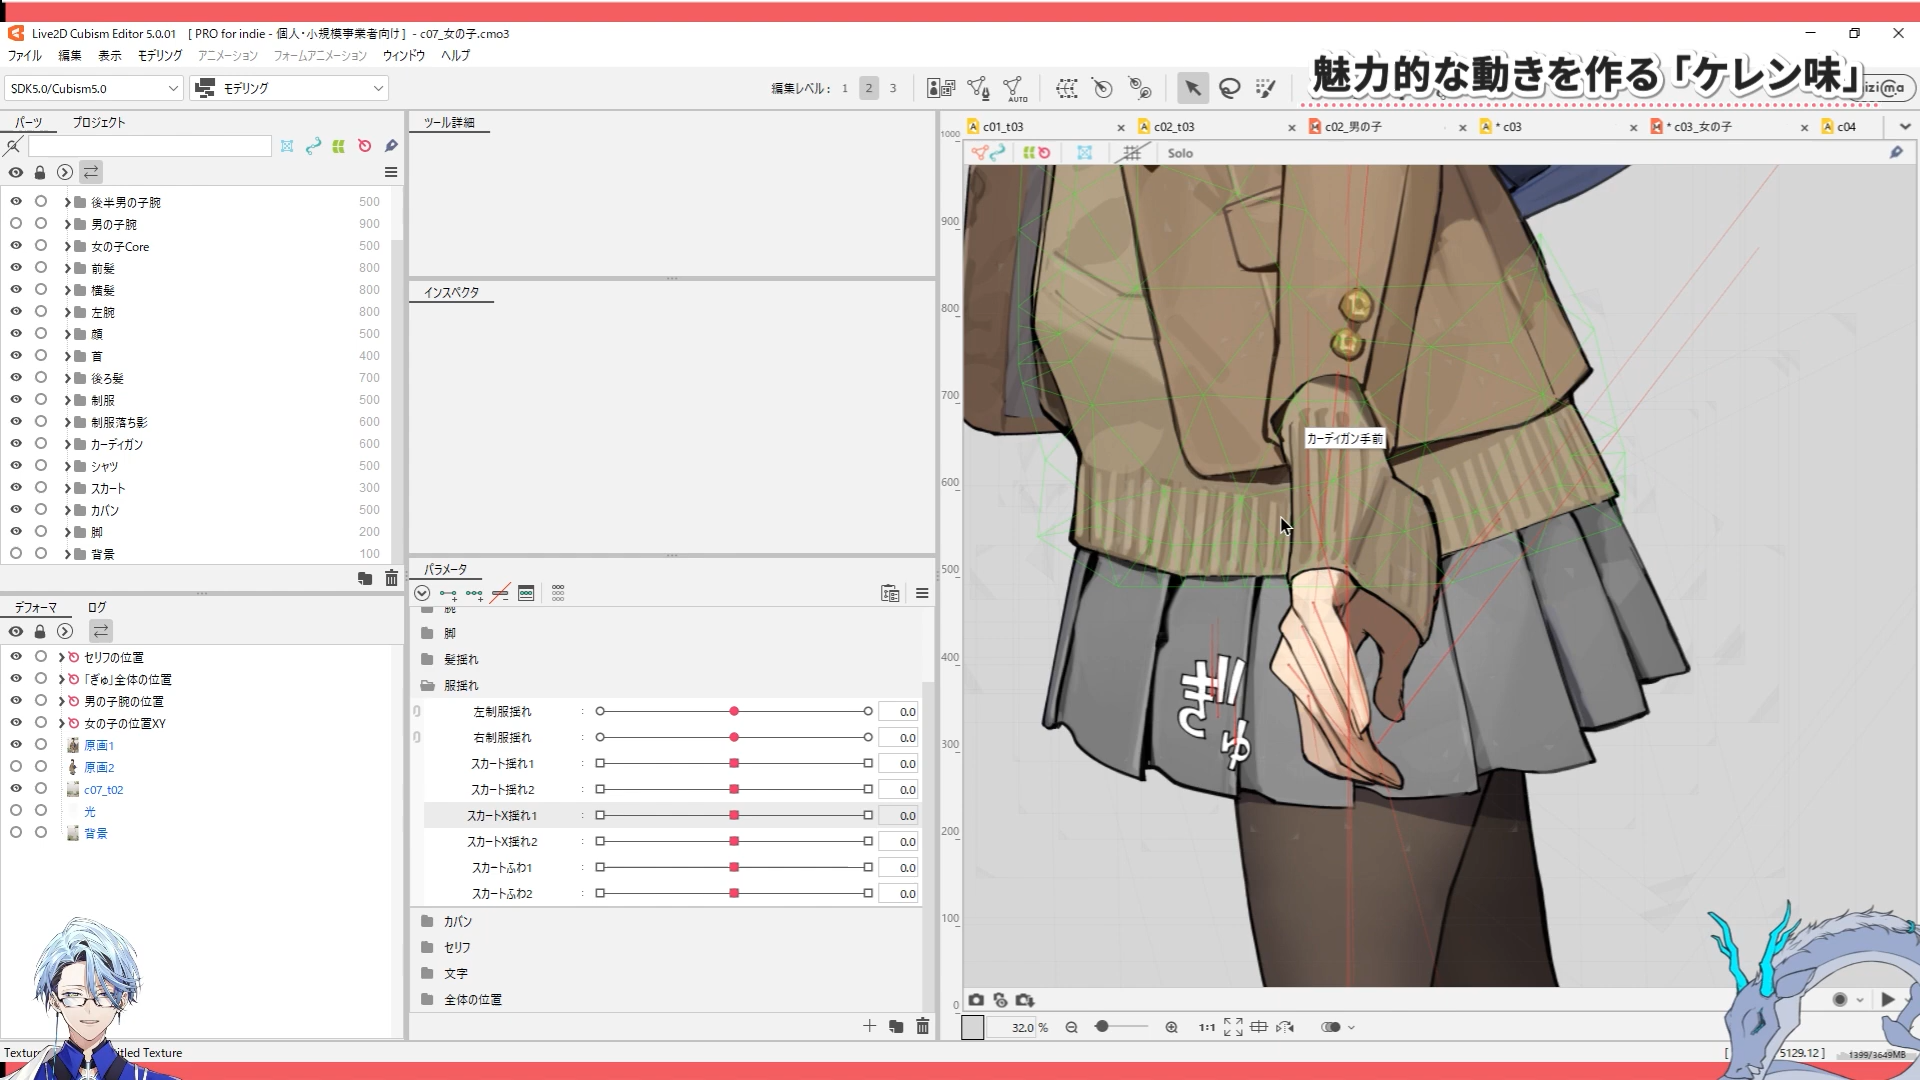 Live2D Cubism Editor 5.0.01 [ PRO for indie - 個人・小規模事業者向け ] - c07_女の子.cmo3
ファイル 編集 表示 モデリング アニメーション フォームアニメーション ウィンドウ ヘルプ
魅力的な動きを作る「ケレン味」
SDK5.0/Cubism5.0 モデリング 編集レベル: 1 2 3 AUTO
パーツ プロジェクト ツール詳細
c01_t03 c02_t03 c02_男の子 * c03 * c03_女の子 c04
Solo
後半男の子腕 500
男の子腕 900
女の子Core 500
前髪 800
横髪 800
左腕 800
顔 500
首 400
後ろ髪 700
制服 500
制服落ち影 600
カーディガン 600
シャツ 500
スカート 300
カバン 500
脚 200
背景 100
インスペクタ
デフォーマ ログ
セリフの位置
「ぎゅ」全体の位置
男の子腕の位置
女の子の位置XY
原画1
原画2
c07_t02
光
背景
パラメータ
腕
脚
髪揺れ
服揺れ
左制服揺れ : 0.0
右制服揺れ : 0.0
スカート揺れ1 : 0.0
スカート揺れ2 : 0.0
スカートX揺れ1 : 0.0
スカートX揺れ2 : 0.0
スカートふわ1 : 0.0
スカートふわ2 : 0.0
カバン
セリフ
文字
全体の位置
1000
900
800
700
600
500
400
300
200
100
0
カーディガン手前
ぎゅ
32.0 % 1:1
5129.12 ] 1399/3649MB